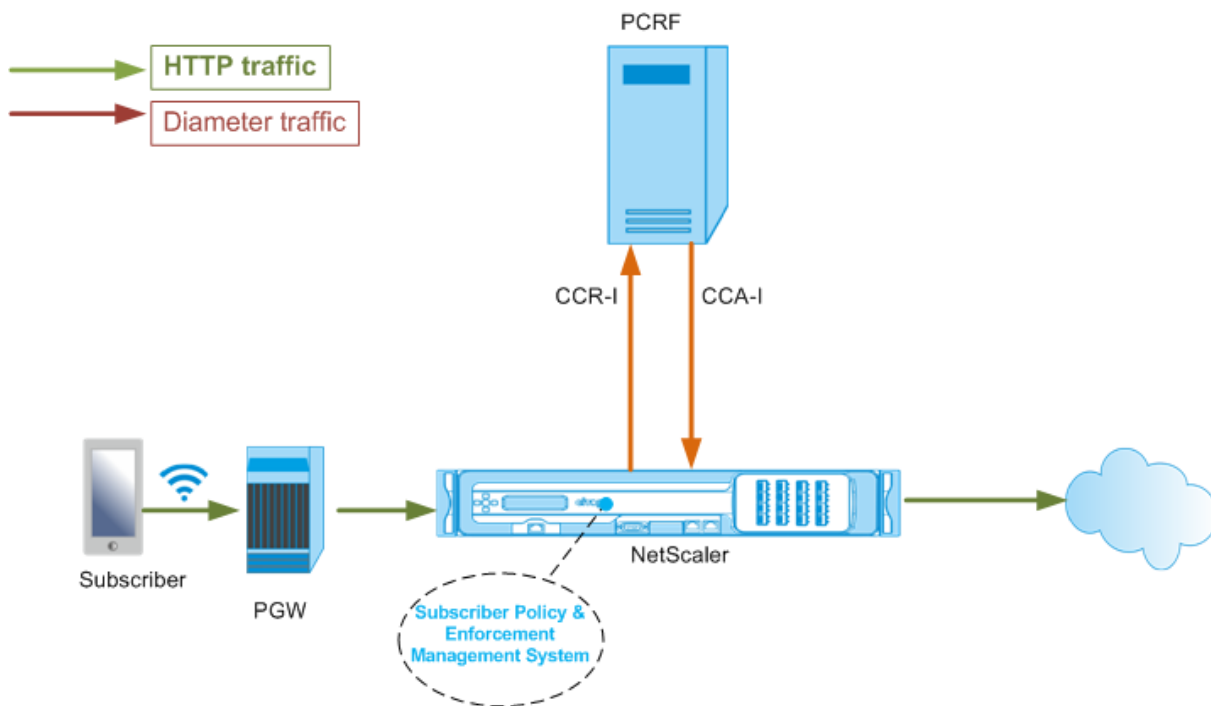 PCRF
HTTP traffic
Diameter traffic
CCR-I
CCA-I
Subscriber
PGW
NetScaler
Subscriber Policy &
Enforcement
Management System